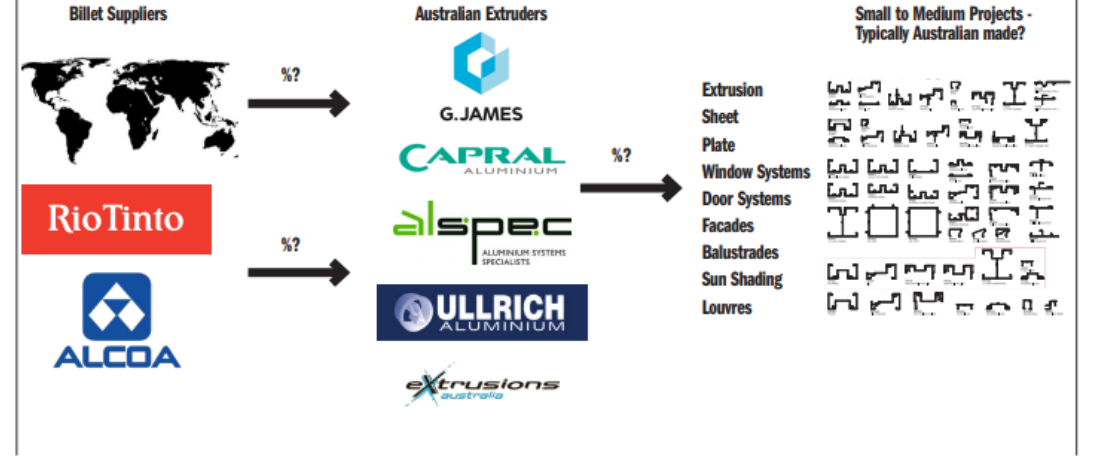 Billet Suppliers
Australian Extruders
Small to Medium Projects -
Typically Australian made?
%?
G.JAMES
CAPRAL
ALUMINIUM
%?
RioTinto
alspec
ALUMINIUM SYSTEMS
SPECIALISTS
%?
ULLRICH
ALUMINIUM
ALCOA
eXtrusions
australia
Extrusion
Sheet
Plate
Window Systems
Door Systems
Facades
Balustrades
Sun Shading
Louvres